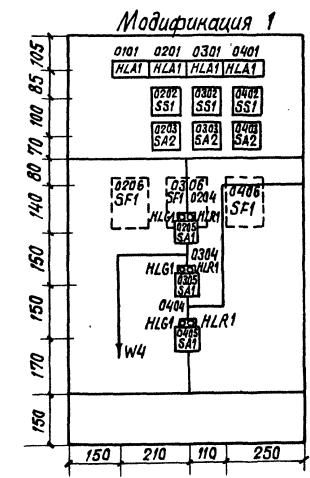 Модификация 1
0101 0201 0301 0401
HLA1 HLA1 HLA1 HLA1
0202 0302 0402
SS1 SS1 SS1
0203 0303 0403
SA2 SA2 SA2
0206 0306 0406
SF1 SF1 0204 SF1
HLG1 HLR1
0205
SA1
0304
HLG1 HLR1
0305
SA1
0404
HLG1 HLR1
0405
SA1
W4
105
85
100
70
80
140
150
150
170
150
150 210 110 250